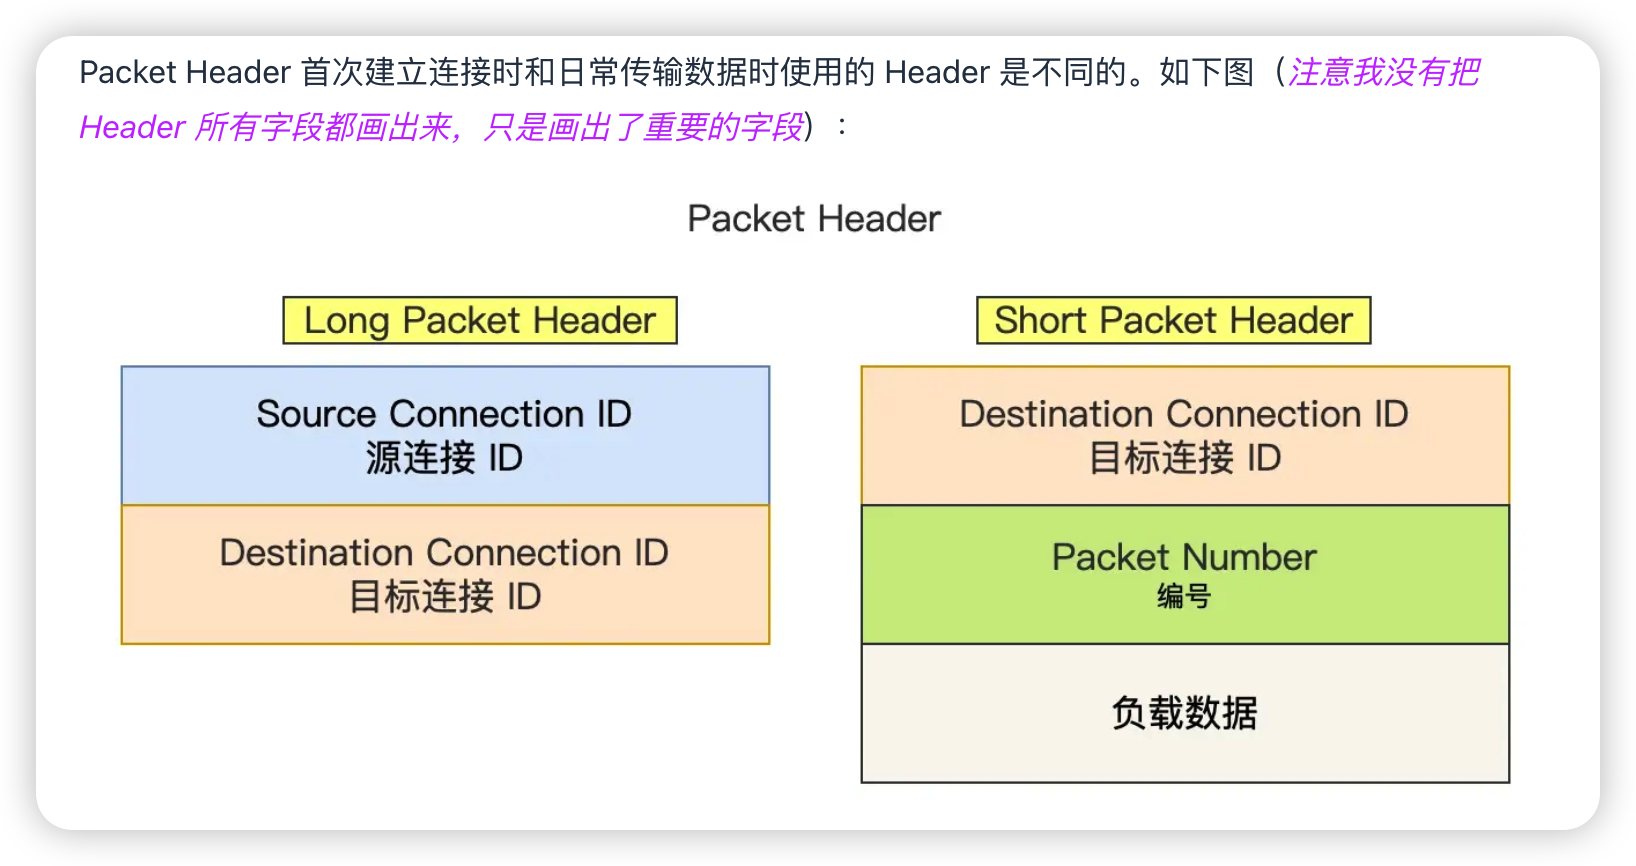 Packet Header 首次建立连接时和日常传输数据时使用的 Header 是不同的。如下图（注意我没有把
Header 所有字段都画出来，只是画出了重要的字段）：
Packet Header
Long Packet Header
Source Connection ID
源连接 ID
Destination Connection ID
目标连接 ID
Short Packet Header
Destination Connection ID
目标连接 ID
Packet Number
编号
负载数据